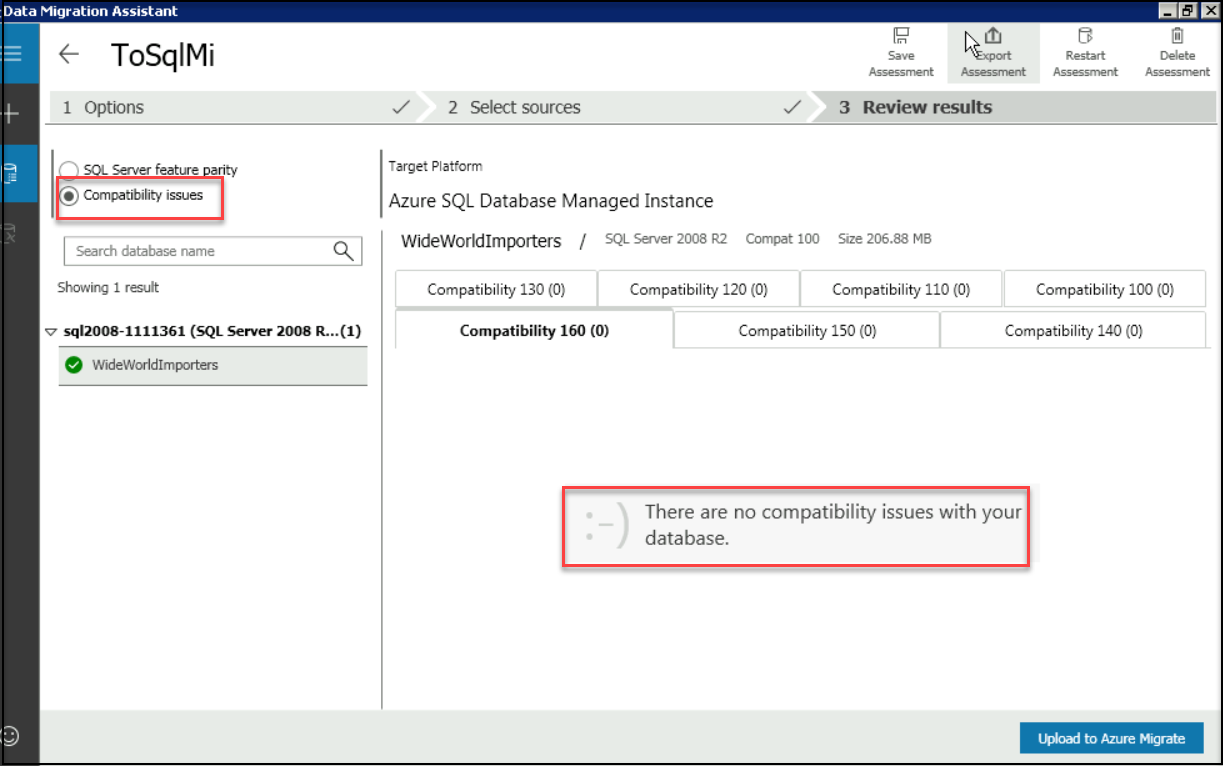 Data Migration Assistant
ToSqlMi
Save Assessment
Export Assessment
Restart Assessment
Delete Assessment
1 Options
2 Select sources
3 Review results
SQL Server feature parity
Compatibility issues
Search database name
Showing 1 result
sql2008-1111361 (SQL Server 2008 R...(1)
WideWorldImporters
Target Platform
Azure SQL Database Managed Instance
WideWorldImporters / SQL Server 2008 R2 Compat 100 Size 206.88 MB
Compatibility 130 (0) Compatibility 120 (0) Compatibility 110 (0) Compatibility 100 (0)
Compatibility 160 (0) Compatibility 150 (0) Compatibility 140 (0)
:-)
There are no compatibility issues with your
database.
Upload to Azure Migrate